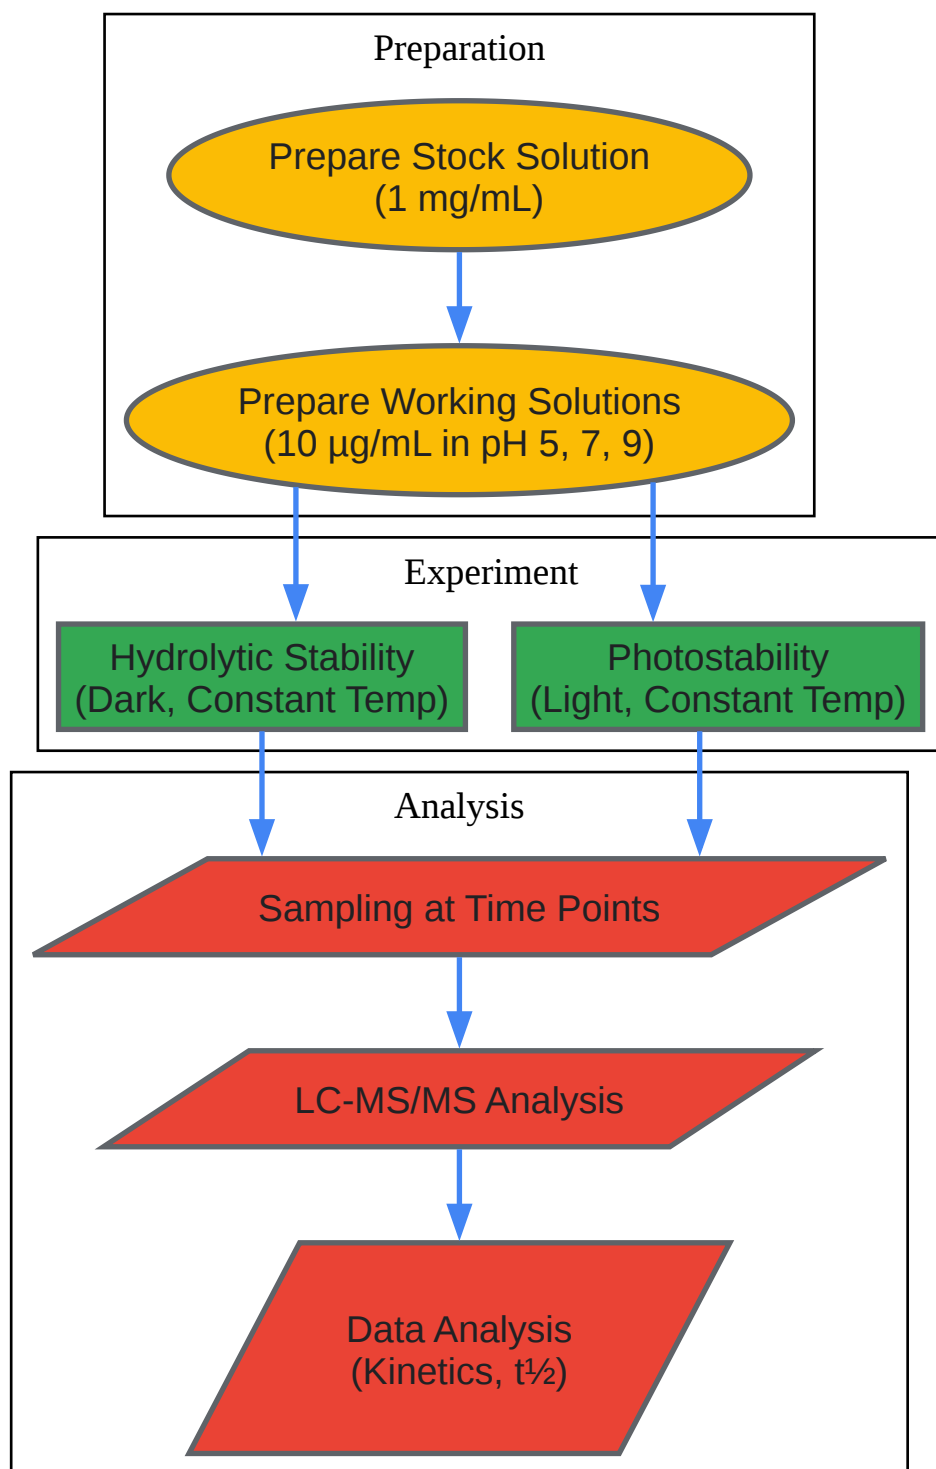 Preparation
Prepare Stock Solution
(1 mg/mL)
Prepare Working Solutions
(10 µg/mL in pH 5, 7, 9)
Experiment
Hydrolytic Stability
(Dark, Constant Temp)
Photostability
(Light, Constant Temp)
Analysis
Sampling at Time Points
LC-MS/MS Analysis
Data Analysis
(Kinetics, t½)